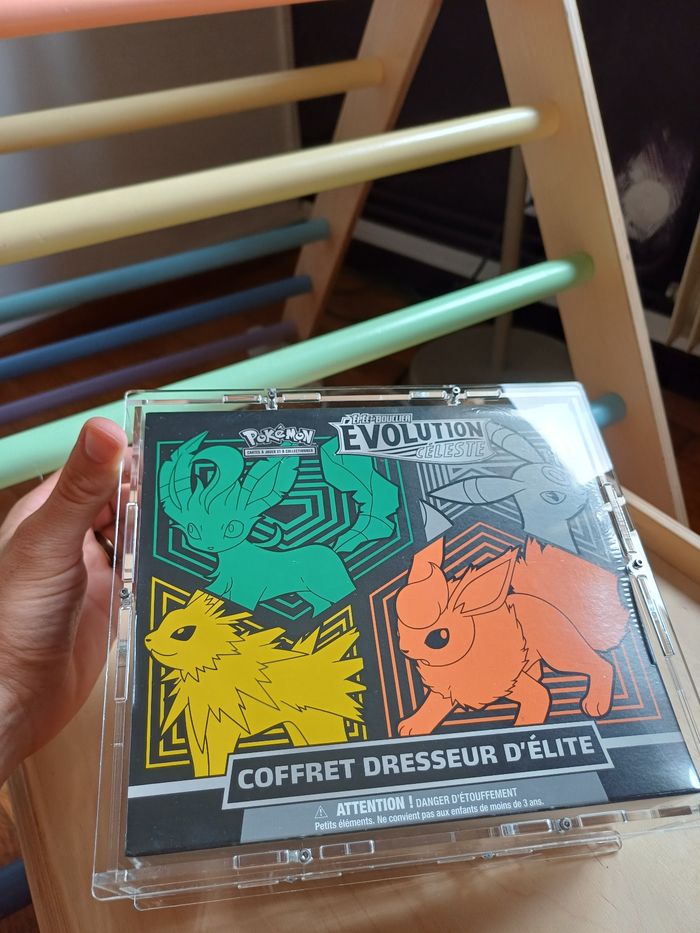 POKÉMON
CARTES À JOUER ET À COLLECTIONNER
ÉPÉE-BOUCLIER
ÉVOLUTION
CÉLESTE
COFFRET DRESSEUR D'ÉLITE
ATTENTION ! DANGER D'ÉTOUFFEMENT
Petits éléments. Ne convient pas aux enfants de moins de 3 ans.